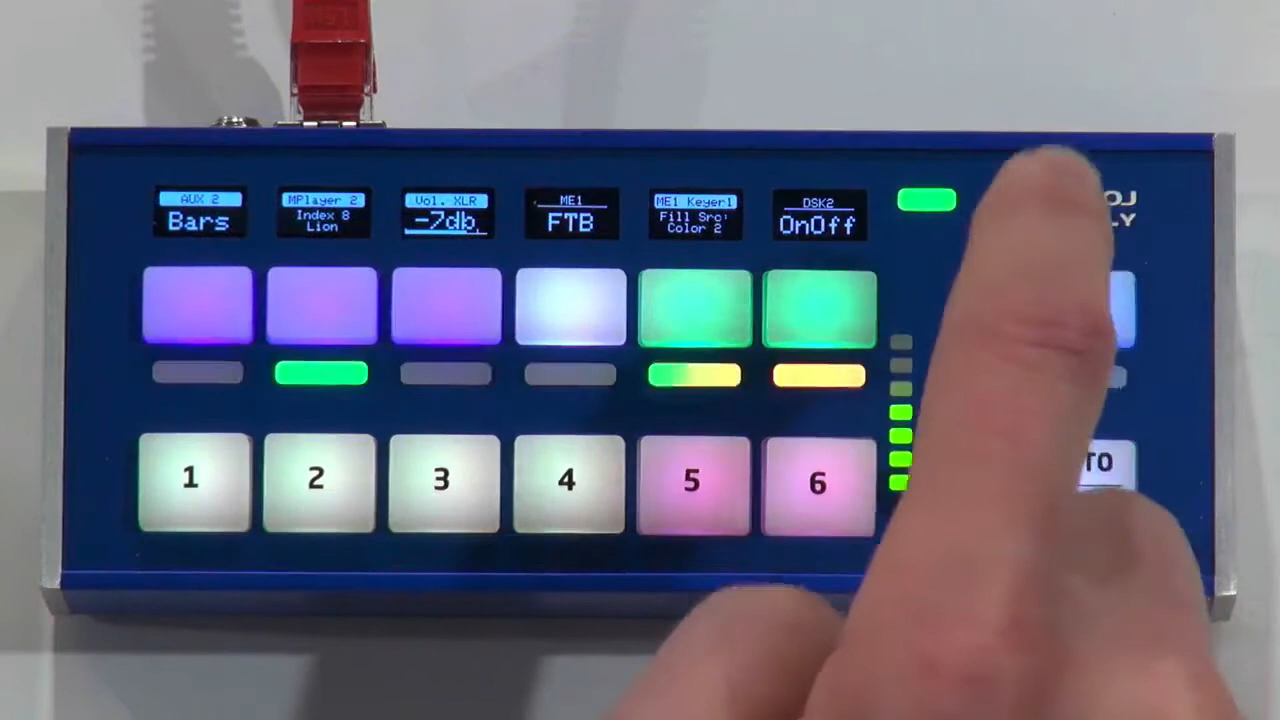 AUX 2
Bars
MPlayer 2
Index 8
Lion
Vol. XLR
-7db
ME1
FTB
ME1 Keyer1
Fill Src:
Color 2
DSK2
OnOff
1
2
3
4
5
6